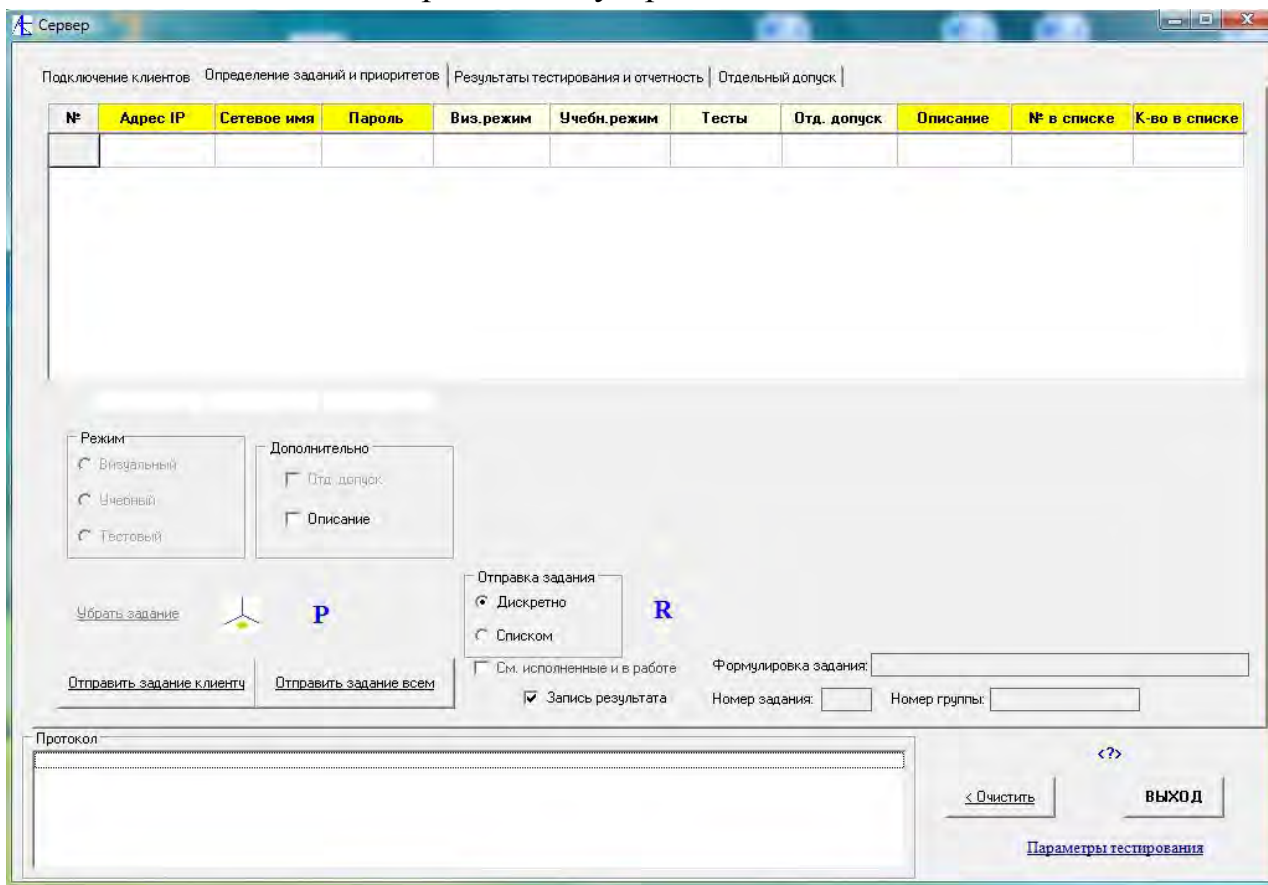 Сервер
Подключение клиентов Определение заданий и приоритетов Результаты тестирования и отчетность Отдельный допуск
№ Адрес IP Сетевое имя Пароль Виз.режим Учебн.режим Тесты Отд. допуск Описание № в списке К-во в списке
Режим
Визуальный
Учебный
Тестовый
Дополнительно
Отд. допуск
Описание
Отправка задания
Дискретно
Списком
Убрать задание P R
См. исполненные и в работе
Запись результата
Отправить задание клиенту Отправить задание всем
Формулировка задания:
Номер задания: Номер группы:
Протокол
<?>
< Очистить ВЫХОД
Параметры тестирования